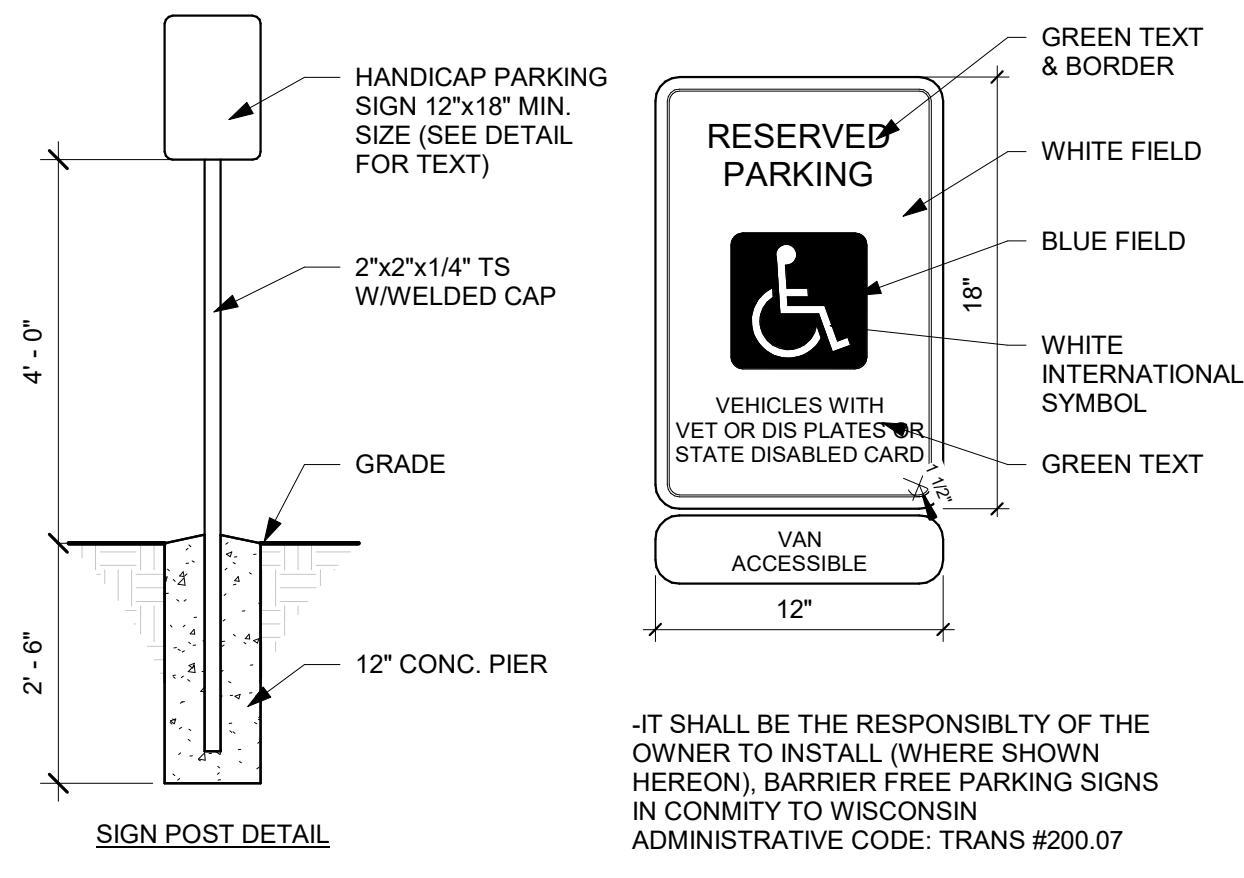 HANDICAP PARKING
SIGN 12"x18" MIN.
SIZE (SEE DETAIL
FOR TEXT)
2"x2"x1/4" TS
W/WELDED CAP
4' - 0"
GRADE
2' - 6"
12" CONC. PIER
SIGN POST DETAIL
GREEN TEXT
& BORDER
RESERVED
PARKING
WHITE FIELD
BLUE FIELD
18"
WHITE
INTERNATIONAL
SYMBOL
VEHICLES WITH
VET OR DIS PLATES OR
STATE DISABLED CARD
GREEN TEXT
1 1/2"
VAN
ACCESSIBLE
12"
-IT SHALL BE THE RESPONSIBLTY OF THE
OWNER TO INSTALL (WHERE SHOWN
HEREON), BARRIER FREE PARKING SIGNS
IN CONMITY TO WISCONSIN
ADMINISTRATIVE CODE: TRANS #200.07